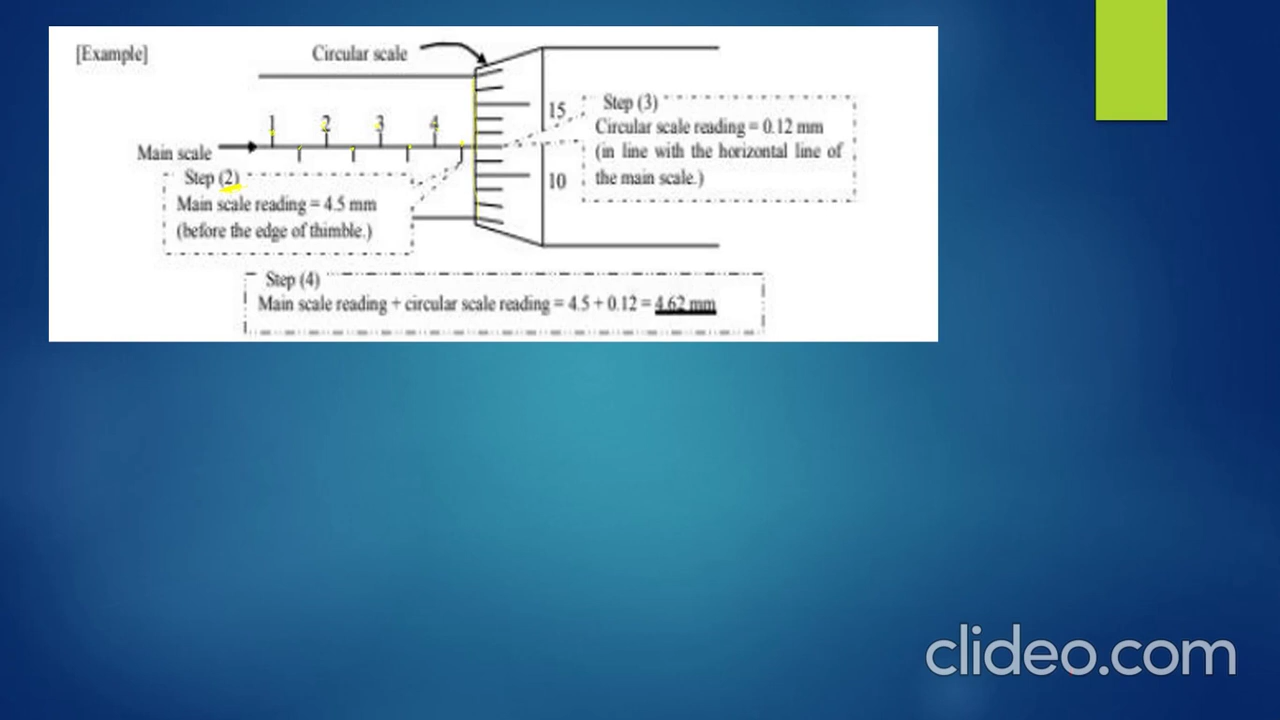 [Example]
Circular scale
1 2 3 4
Main scale
15
10
Step (3)
Circular scale reading = 0.12 mm
(in line with the horizontal line of
the main scale.)
Step (2)
Main scale reading = 4.5 mm
(before the edge of thimble.)
Step (4)
Main scale reading + circular scale reading = 4.5 + 0.12 = 4.62 mm
clideo.com